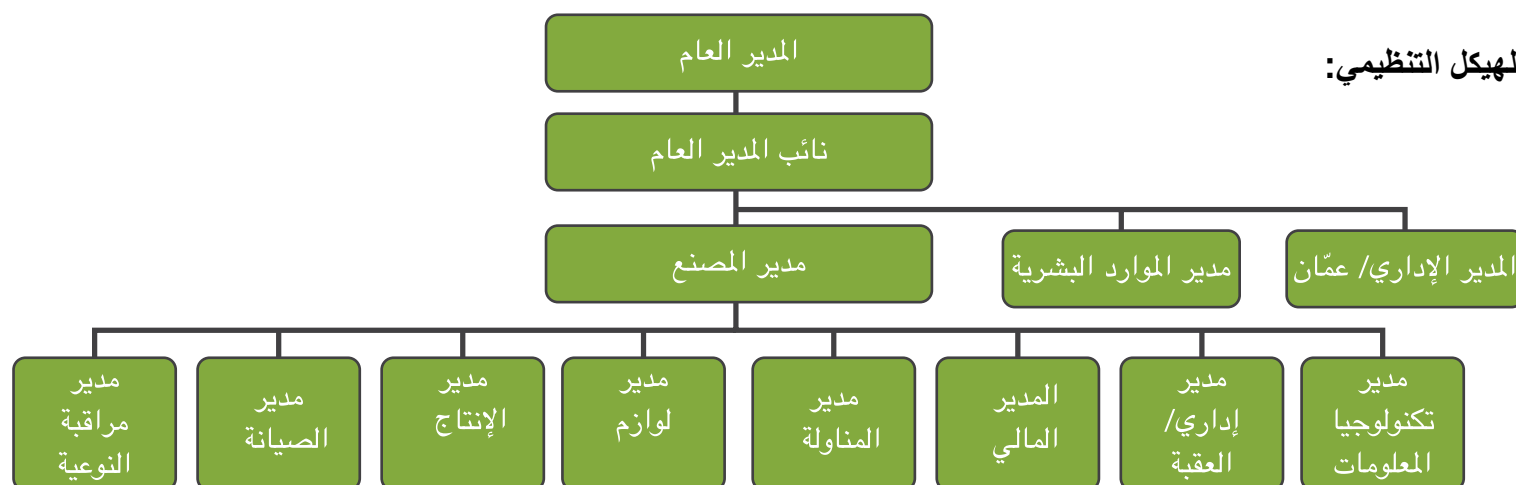 لهيكل التنظيمي:
المدير العام
نائب المدير العام
المدير الإداري/ عمّان
مدير الموارد البشرية
مدير المصنع
مدير
تكنولوجيا
المعلومات
مدير
إداري/
العقبة
المدير
المالي
مدير
المناولة
مدير
لوازم
مدير
الإنتاج
مدير
الصيانة
مدير
مراقبة
النوعية